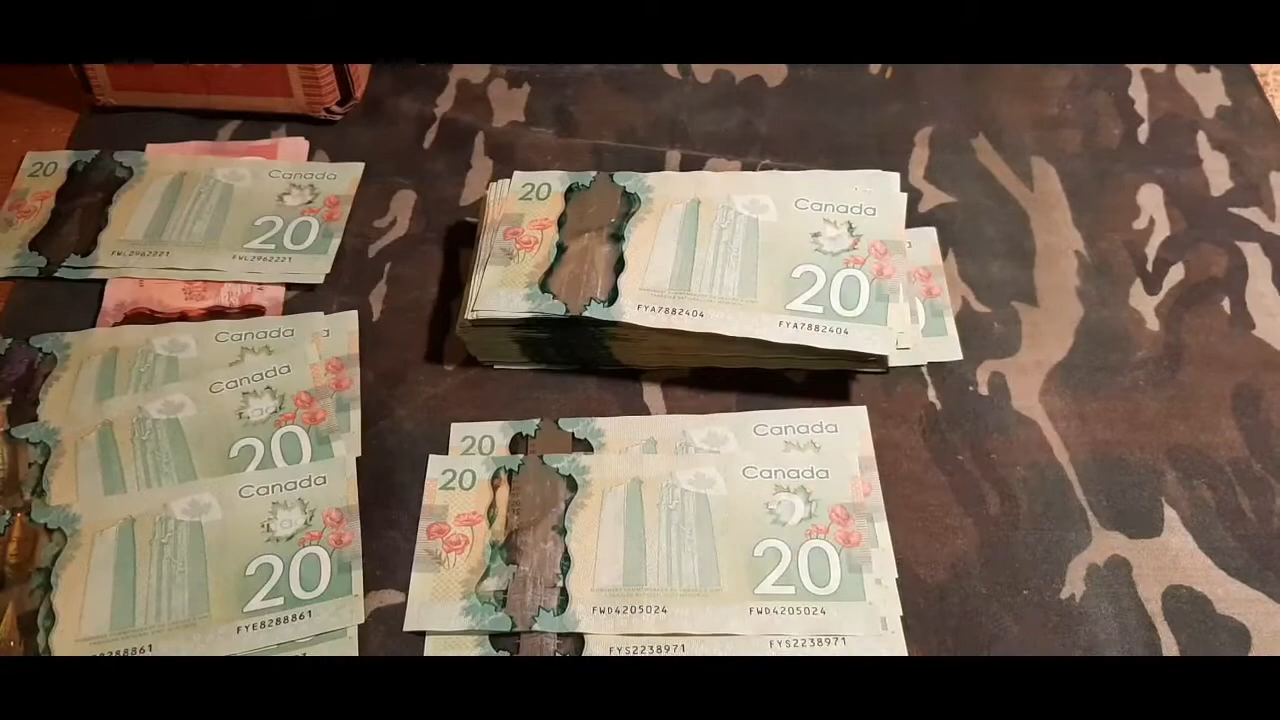 20 Canada
20
FWL2962221 FWL2962221
20 Canada
20
FYA7882404 FYA7882404
Canada
Canada
20
Canada
20
FYE8288861
8288861
20 Canada
20 Canada
20
FWD4205024 FWD4205024
FYS2238971 FYS2238971